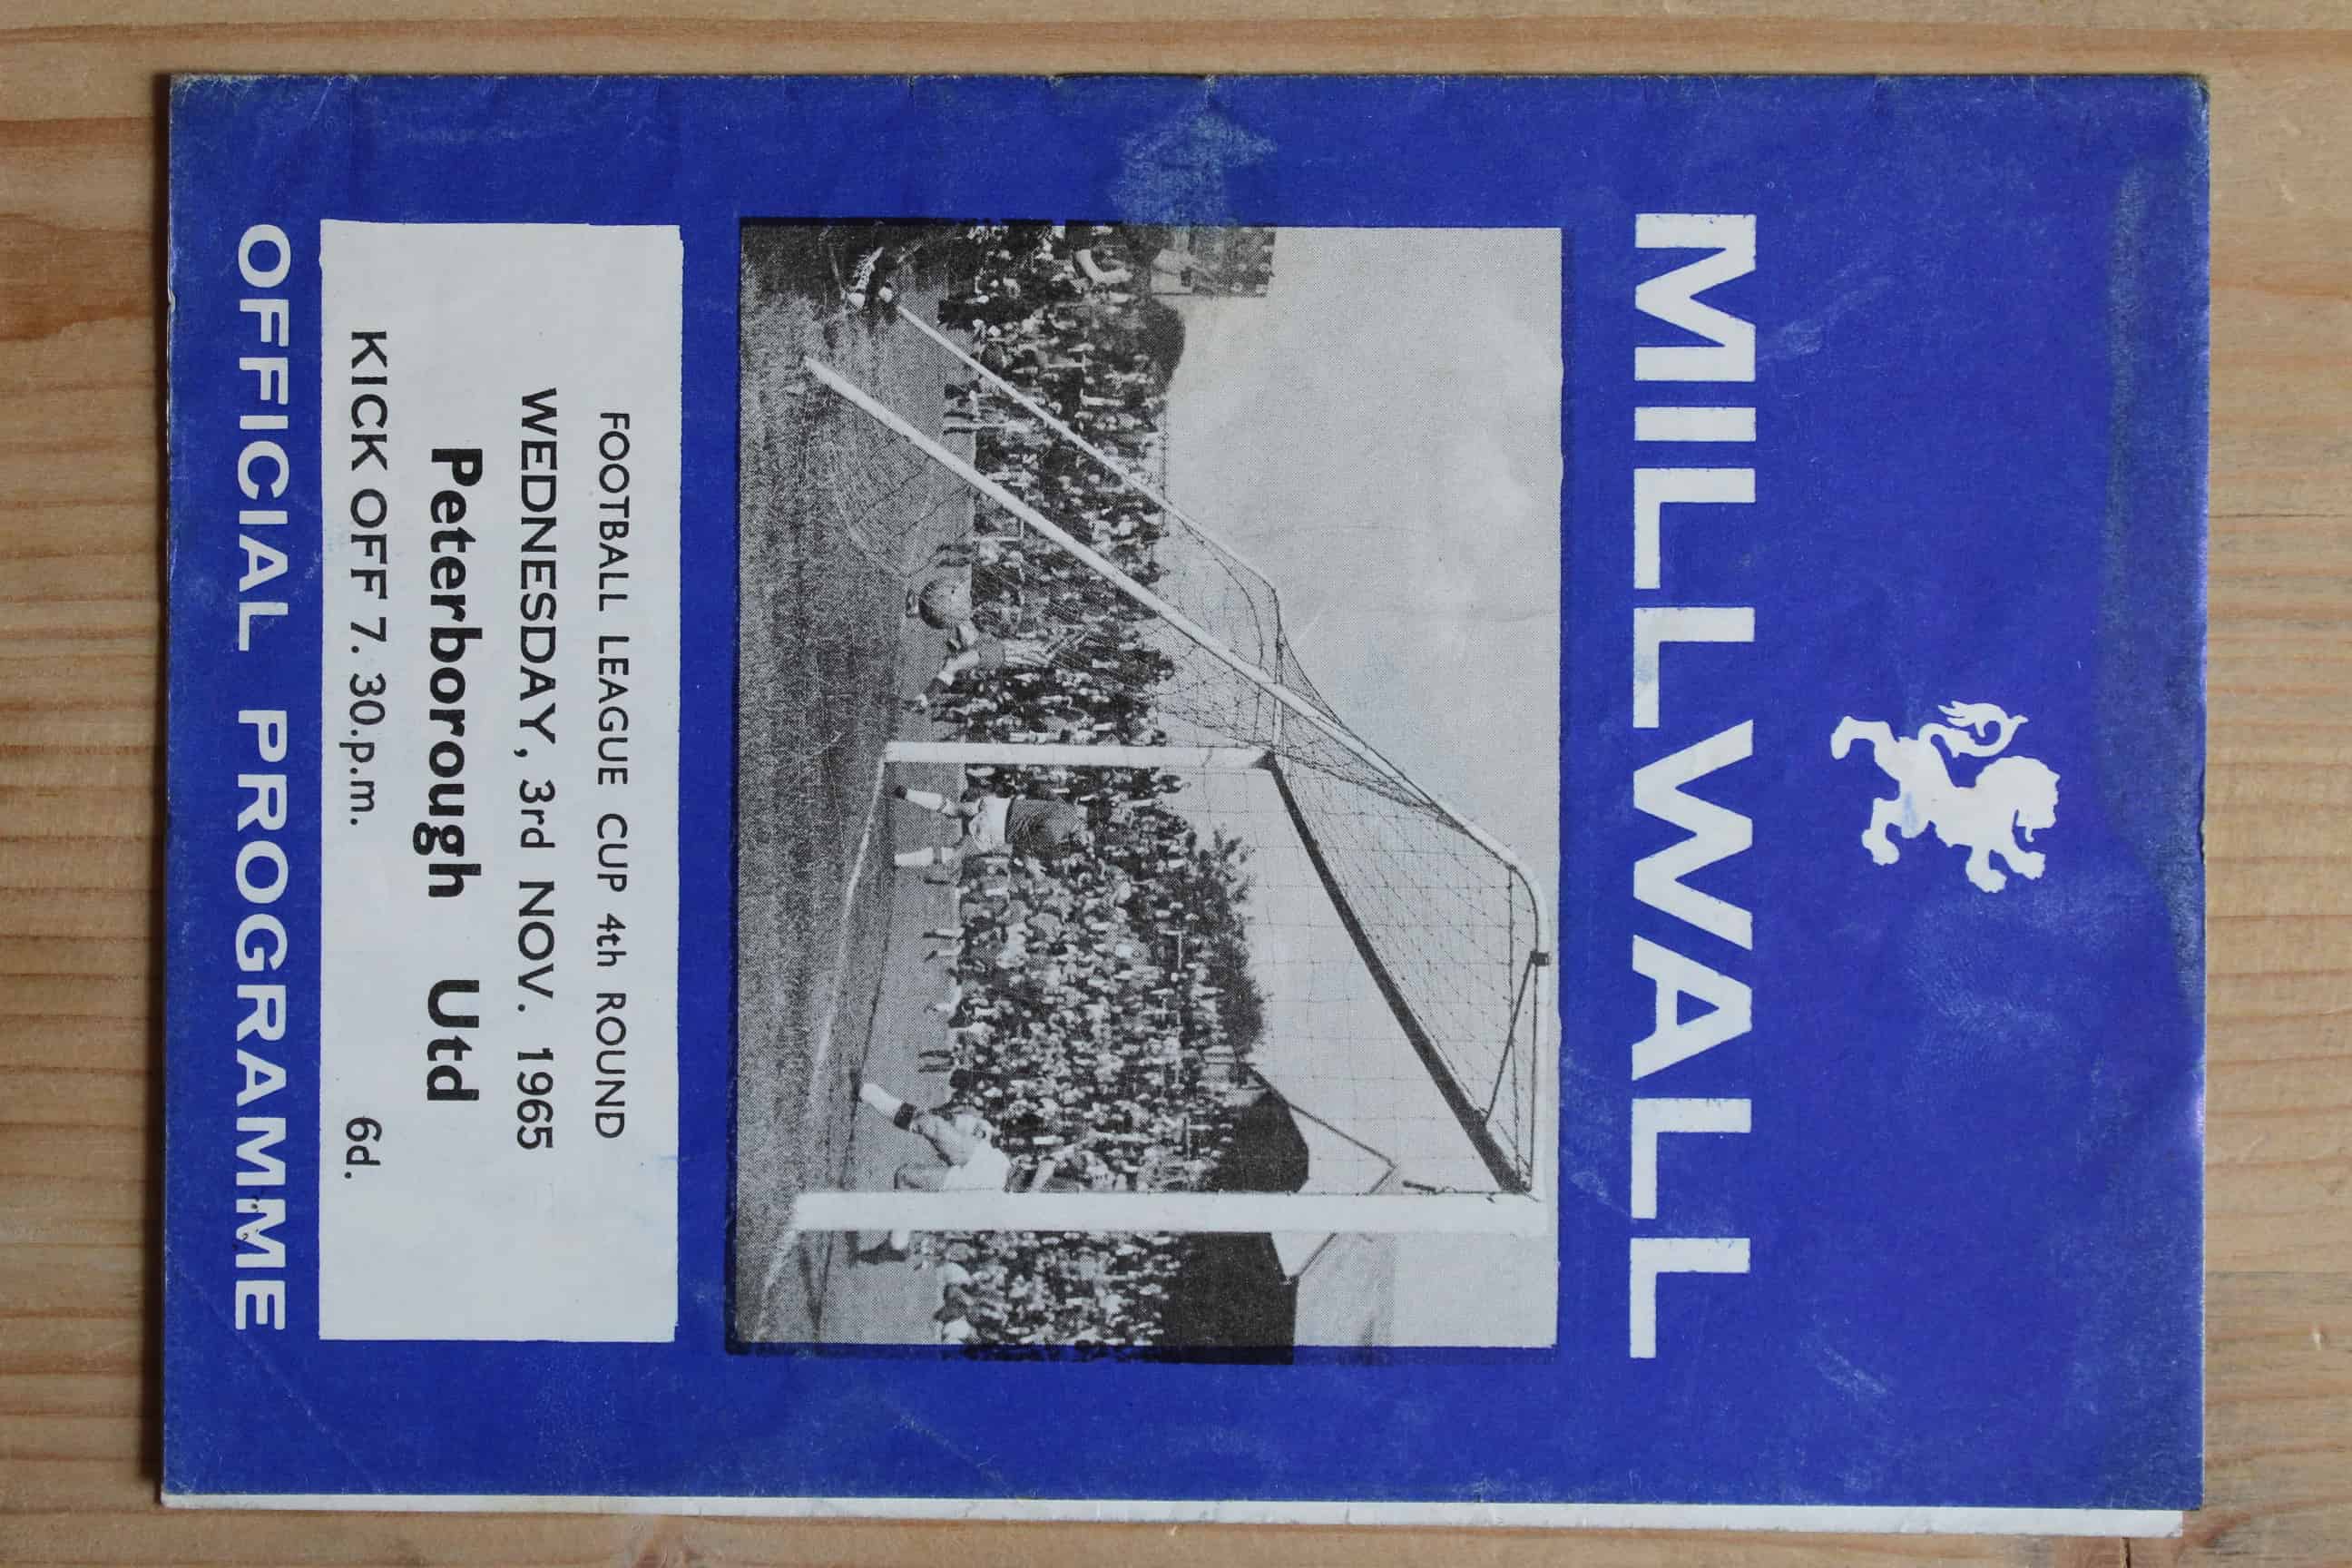 MILLWALL
FOOTBALL LEAGUE CUP 4th ROUND
WEDNESDAY, 3rd NOV. 1965
Peterborough Utd
KICK OFF 7. 30.p.m. 6d.
OFFICIAL PROGRAMME